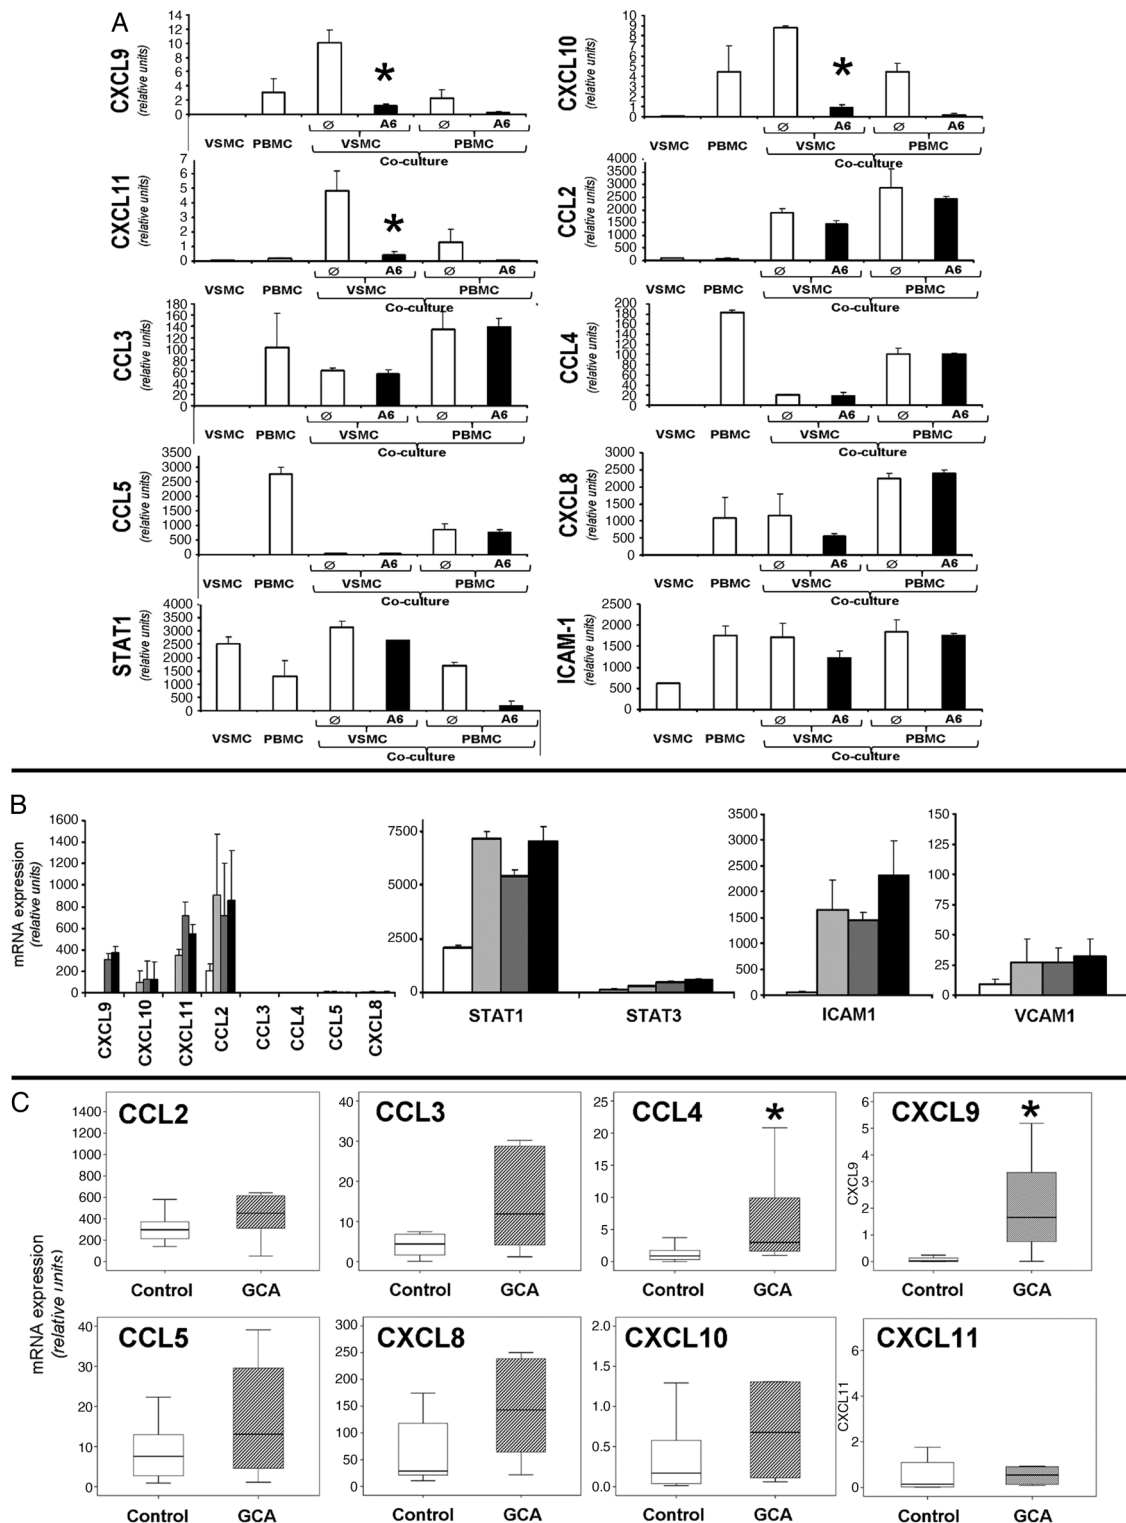 A
CXCL9
(relative units)
14
12
10
8
6
4
2
0
*
∅ A6 ∅ A6
VSMC PBMC VSMC PBMC
Co-culture
CXCL10
(relative units)
10
9
8
7
6
5
4
3
2
1
0
*
∅ A6 ∅ A6
VSMC PBMC VSMC PBMC
Co-culture
CXCL11
(relative units)
7
6
5
4
3
2
1
0
*
∅ A6 ∅ A6
VSMC PBMC VSMC PBMC
Co-culture
CCL2
(relative units)
4000
3500
3000
2500
2000
1500
1000
500
0
∅ A6 ∅ A6
VSMC PBMC VSMC PBMC
Co-culture
CCL3
(relative units)
180
160
140
120
100
80
60
40
20
0
∅ A6 ∅ A6
VSMC PBMC VSMC PBMC
Co-culture
CCL4
(relative units)
200
180
160
140
120
100
80
60
40
20
0
∅ A6 ∅ A6
VSMC PBMC VSMC PBMC
Co-culture
CCL5
(relative units)
3500
3000
2500
2000
1500
1000
500
0
∅ A6 ∅ A6
VSMC PBMC VSMC PBMC
Co-culture
CXCL8
(relative units)
3000
2500
2000
1500
1000
500
0
∅ A6 ∅ A6
VSMC PBMC VSMC PBMC
Co-culture
STAT1
(relative units)
4000
3500
3000
2500
2000
1500
1000
500
0
∅ A6 ∅ A6
VSMC PBMC VSMC PBMC
Co-culture
ICAM-1
(relative units)
2500
2000
1500
1000
500
0
∅ A6 ∅ A6
VSMC PBMC VSMC PBMC
Co-culture
B
mRNA expression
(relative units)
1600
1400
1200
1000
800
600
400
200
0
CXCL9 CXCL10 CXCL11 CCL2 CCL3 CCL4 CCL5 CXCL8
7500
5000
2500
0
STAT1 STAT3
3500
3000
2500
2000
1500
1000
500
0
ICAM1
150
125
100
75
50
25
0
VCAM1
C
mRNA expression
(relative units)
CCL2
1400
1200
1000
800
600
400
200
0
Control GCA
CCL3
40
30
20
10
0
Control GCA
CCL4
*
25
20
15
10
5
0
Control GCA
CXCL9
*
CXCL9
6
5
4
3
2
1
0
Control GCA
CCL5
40
30
20
10
0
Control GCA
CXCL8
300
250
200
150
100
50
0
Control GCA
CXCL10
2.0
1.5
1.0
0.5
0.0
Control GCA
CXCL11
CXCL11
6
4
2
0
Control GCA